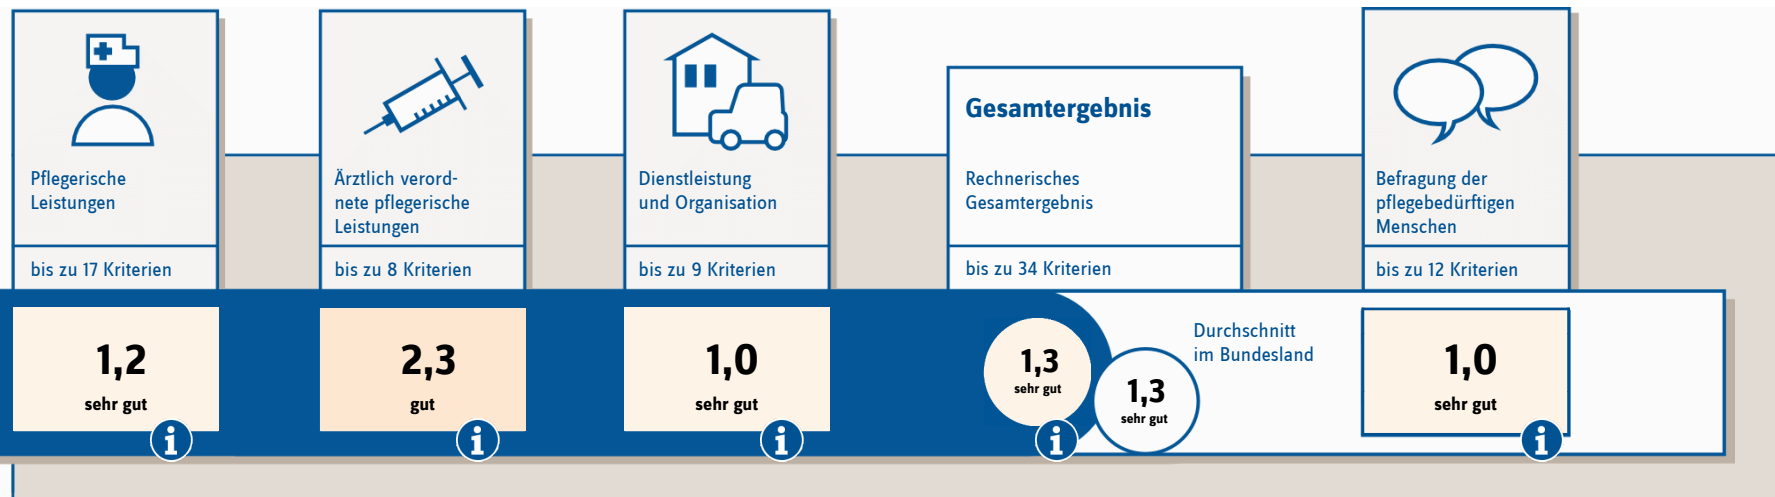 Pflegerische
Leistungen
bis zu 17 Kriterien
1,2
sehr gut
i
Ärztlich verord-
nete pflegerische
Leistungen
bis zu 8 Kriterien
2,3
gut
i
Dienstleistung
und Organisation
bis zu 9 Kriterien
1,0
sehr gut
i
Gesamtergebnis
Rechnerisches
Gesamtergebnis
bis zu 34 Kriterien
1,3
sehr gut
i
1,3
sehr gut
Durchschnitt
im Bundesland
Befragung der
pflegebedürftigen
Menschen
bis zu 12 Kriterien
1,0
sehr gut
i